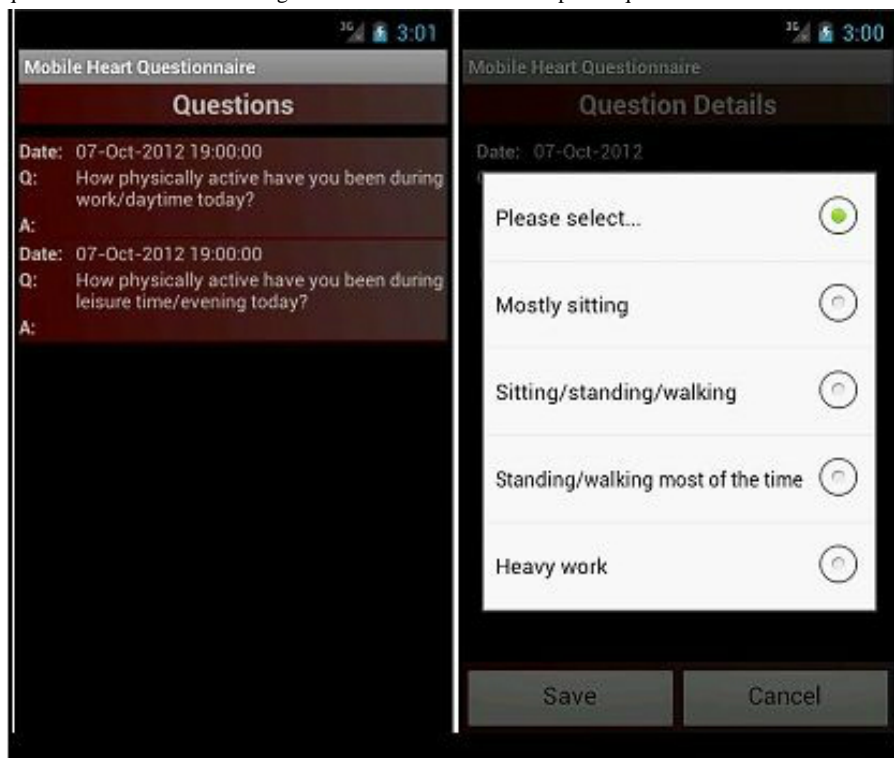 3G 3:01
Mobile Heart Questionnaire
Questions
Date: 07-Oct-2012 19:00:00
Q: How physically active have you been during
work/daytime today?
A:
Date: 07-Oct-2012 19:00:00
Q: How physically active have you been during
leisure time/evening today?
A:
3G 3:00
Mobile Heart Questionnaire
Question Details
Date: 07-Oct-2012
Please select...
Mostly sitting
Sitting/standing/walking
Standing/walking most of the time
Heavy work
Save Cancel